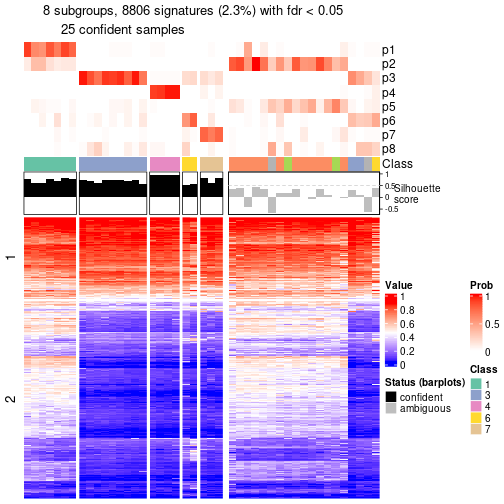 8 subgroups, 8806 signatures (2.3%) with fdr < 0.05
25 confident samples
p1
p2
p3
p4
p5
p6
p7
p8
Class
1
0.5
0
-0.5
Silhouette
score
1
2
Value
1
0.8
0.6
0.4
0.2
0
Prob
1
0.5
0
Status (barplots)
confident
ambiguous
Class
1
3
4
6
7